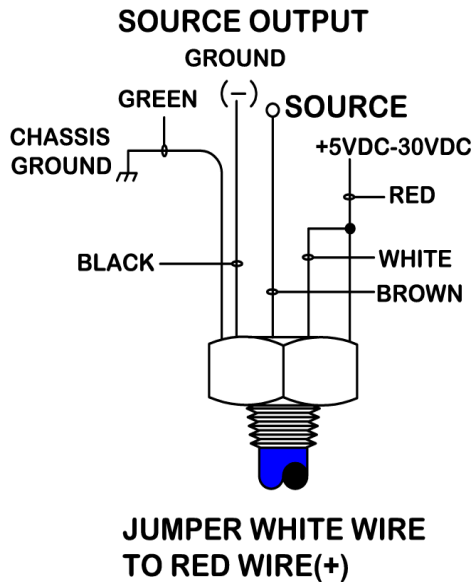 SOURCE OUTPUT
GROUND
(−)
GREEN
SOURCE
CHASSIS
GROUND
+5VDC-30VDC
RED
BLACK
WHITE
BROWN
JUMPER WHITE WIRE
TO RED WIRE(+)